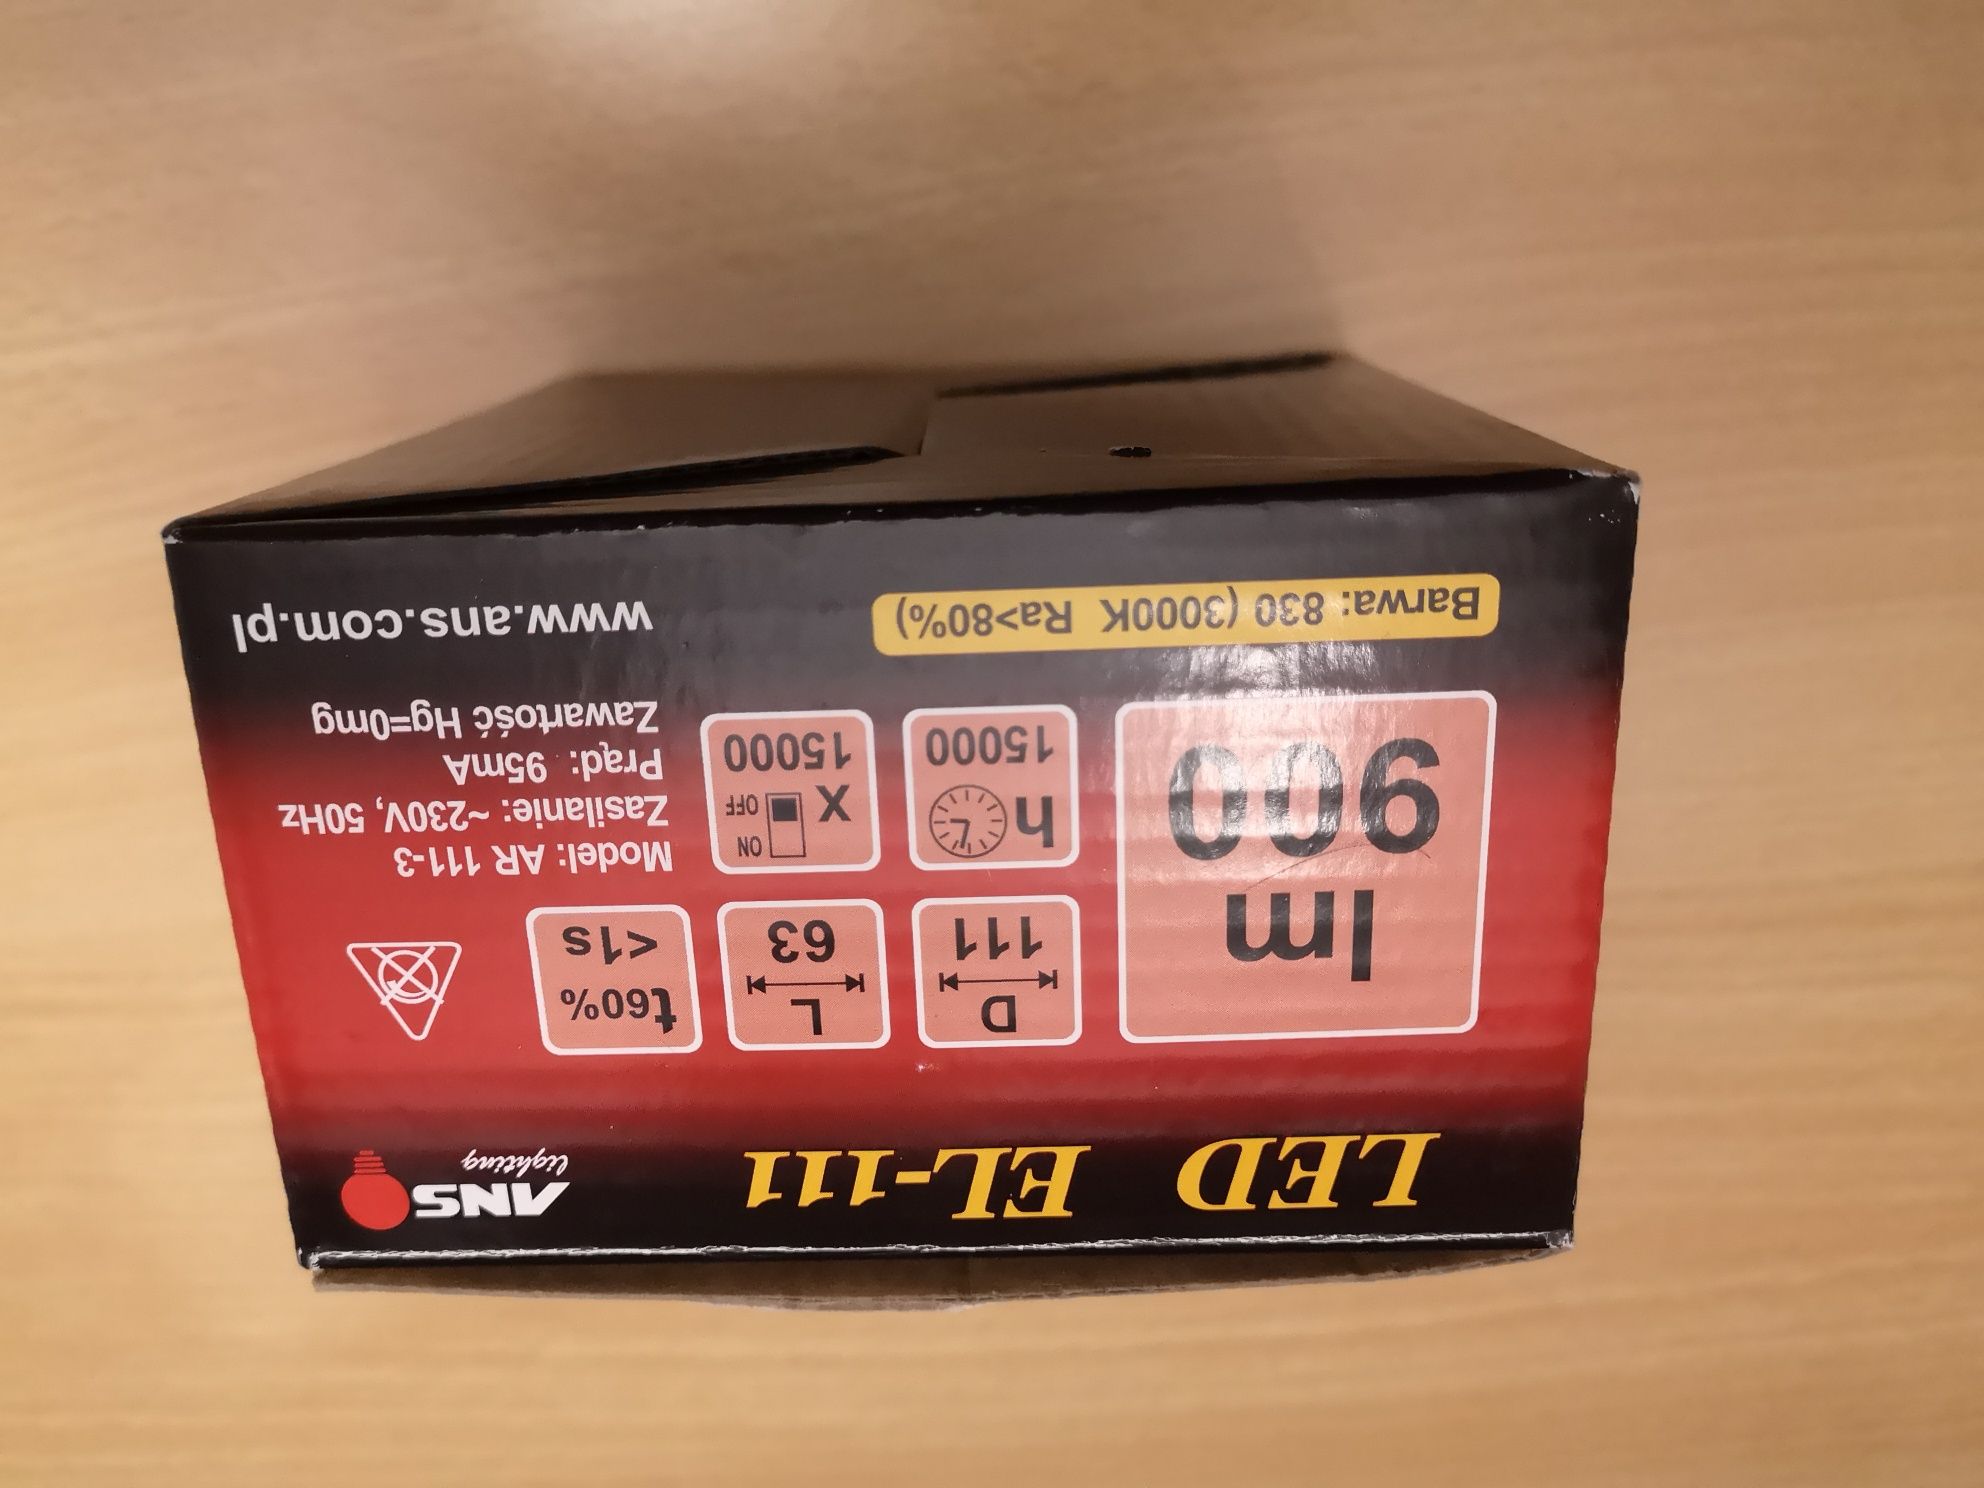 LED EL-111
ANS
lighting
lm
900
D
111
L
63
t60%
<1s
h
15000
ON
OFF
X
15000
Model: AR 111-3
Zasilanie: ~230V, 50Hz
Prąd: 95mA
Zawartość Hg=0mg
Barwa: 830 (3000K Ra>80%)
www.ans.com.pl